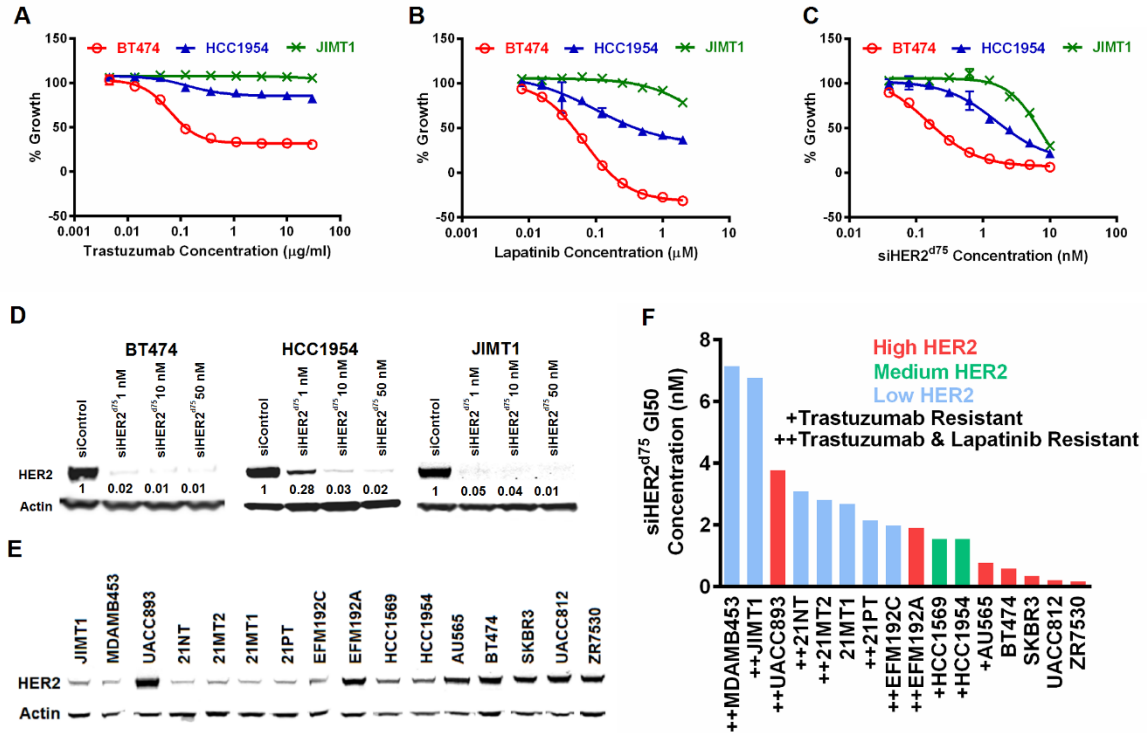 A
150
100
50
0
-50
% Growth
BT474 HCC1954 JIMT1
0.001 0.01 0.1 1 10 100
Trastuzumab Concentration (μg/ml)
B
150
100
50
0
-50
% Growth
BT474 HCC1954 JIMT1
0.001 0.01 0.1 1 10
Lapatinib Concentration (μM)
C
150
100
50
0
-50
% Growth
BT474 HCC1954 JIMT1
0.01 0.1 1 10 100
siHER2d75 Concentration (nM)
D
BT474 HCC1954 JIMT1
siControl siHER2d75 1 nM siHER2d75 10 nM siHER2d75 50 nM
siControl siHER2d75 1 nM siHER2d75 10 nM siHER2d75 50 nM
siControl siHER2d75 1 nM siHER2d75 10 nM siHER2d75 50 nM
HER2
1 0.02 0.01 0.01 1 0.28 0.03 0.02 1 0.05 0.04 0.01
Actin
E
JIMT1 MDAMB453 UACC893 21NT 21MT2 21MT1 21PT EFM192C EFM192A HCC1569 HCC1954 AU565 BT474 SKBR3 UACC812 ZR7530
HER2
Actin
F
siHER2d75 GI50
Concentration (nM)
8
6
4
2
0
High HER2
Medium HER2
Low HER2
+Trastuzumab Resistant
++Trastuzumab & Lapatinib Resistant
++MDAMB453 ++JIMT1 ++UACC893 ++21NT ++21MT2 21MT1 ++21PT ++EFM192C ++EFM192A +HCC1569 +HCC1954 +AU565 BT474 SKBR3 UACC812 ZR7530